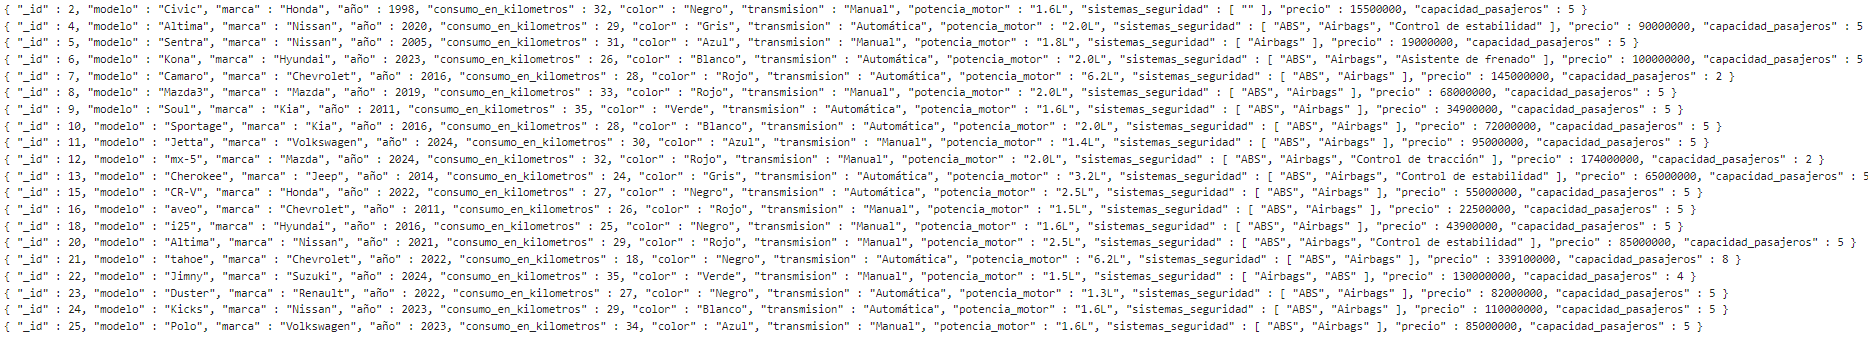 { "_id" : 2, "modelo" : "Civic", "marca" : "Honda", "año" : 1998, "consumo_en_kilometros" : 32, "color" : "Negro", "transmision" : "Manual", "potencia_motor" : "1.6L", "sistemas_seguridad" : [ "" ], "precio" : 15500000, "capacidad_pasajeros" : 5 }
{ "_id" : 4, "modelo" : "Altima", "marca" : "Nissan", "año" : 2020, "consumo_en_kilometros" : 29, "color" : "Gris", "transmision" : "Automática", "potencia_motor" : "2.0L", "sistemas_seguridad" : [ "ABS", "Airbags", "Control de estabilidad" ], "precio" : 90000000, "capacidad_pasajeros" : 5
{ "_id" : 5, "modelo" : "Sentra", "marca" : "Nissan", "año" : 2005, "consumo_en_kilometros" : 31, "color" : "Azul", "transmision" : "Manual", "potencia_motor" : "1.8L", "sistemas_seguridad" : [ "Airbags" ], "precio" : 19000000, "capacidad_pasajeros" : 5 }
{ "_id" : 6, "modelo" : "Kona", "marca" : "Hyundai", "año" : 2023, "consumo_en_kilometros" : 26, "color" : "Blanco", "transmision" : "Automática", "potencia_motor" : "2.0L", "sistemas_seguridad" : [ "ABS", "Airbags", "Asistente de frenado" ], "precio" : 100000000, "capacidad_pasajeros" : 5
{ "_id" : 7, "modelo" : "Camaro", "marca" : "Chevrolet", "año" : 2016, "consumo_en_kilometros" : 28, "color" : "Rojo", "transmision" : "Automática", "potencia_motor" : "6.2L", "sistemas_seguridad" : [ "ABS", "Airbags" ], "precio" : 145000000, "capacidad_pasajeros" : 2 }
{ "_id" : 8, "modelo" : "Mazda3", "marca" : "Mazda", "año" : 2019, "consumo_en_kilometros" : 33, "color" : "Rojo", "transmision" : "Manual", "potencia_motor" : "2.0L", "sistemas_seguridad" : [ "ABS", "Airbags" ], "precio" : 68000000, "capacidad_pasajeros" : 5 }
{ "_id" : 9, "modelo" : "Soul", "marca" : "Kia", "año" : 2011, "consumo_en_kilometros" : 35, "color" : "Verde", "transmision" : "Automática", "potencia_motor" : "1.6L", "sistemas_seguridad" : [ "ABS", "Airbags" ], "precio" : 34900000, "capacidad_pasajeros" : 5 }
{ "_id" : 10, "modelo" : "Sportage", "marca" : "Kia", "año" : 2016, "consumo_en_kilometros" : 28, "color" : "Blanco", "transmision" : "Automática", "potencia_motor" : "2.0L", "sistemas_seguridad" : [ "ABS", "Airbags" ], "precio" : 72000000, "capacidad_pasajeros" : 5 }
{ "_id" : 11, "modelo" : "Jetta", "marca" : "Volkswagen", "año" : 2024, "consumo_en_kilometros" : 30, "color" : "Azul", "transmision" : "Manual", "potencia_motor" : "1.4L", "sistemas_seguridad" : [ "ABS", "Airbags" ], "precio" : 95000000, "capacidad_pasajeros" : 5 }
{ "_id" : 12, "modelo" : "mx-5", "marca" : "Mazda", "año" : 2024, "consumo_en_kilometros" : 32, "color" : "Rojo", "transmision" : "Manual", "potencia_motor" : "2.0L", "sistemas_seguridad" : [ "ABS", "Airbags", "Control de tracción" ], "precio" : 174000000, "capacidad_pasajeros" : 2 }
{ "_id" : 13, "modelo" : "Cherokee", "marca" : "Jeep", "año" : 2014, "consumo_en_kilometros" : 24, "color" : "Gris", "transmision" : "Automática", "potencia_motor" : "3.2L", "sistemas_seguridad" : [ "ABS", "Airbags", "Control de estabilidad" ], "precio" : 65000000, "capacidad_pasajeros" : 5
{ "_id" : 15, "modelo" : "CR-V", "marca" : "Honda", "año" : 2022, "consumo_en_kilometros" : 27, "color" : "Negro", "transmision" : "Automática", "potencia_motor" : "2.5L", "sistemas_seguridad" : [ "ABS", "Airbags" ], "precio" : 55000000, "capacidad_pasajeros" : 5 }
{ "_id" : 16, "modelo" : "aveo", "marca" : "Chevrolet", "año" : 2011, "consumo_en_kilometros" : 26, "color" : "Rojo", "transmision" : "Manual", "potencia_motor" : "1.5L", "sistemas_seguridad" : [ "ABS", "Airbags" ], "precio" : 22500000, "capacidad_pasajeros" : 5 }
{ "_id" : 18, "modelo" : "i25", "marca" : "Hyundai", "año" : 2016, "consumo_en_kilometros" : 25, "color" : "Negro", "transmision" : "Manual", "potencia_motor" : "1.6L", "sistemas_seguridad" : [ "ABS", "Airbags" ], "precio" : 43900000, "capacidad_pasajeros" : 5 }
{ "_id" : 20, "modelo" : "Altima", "marca" : "Nissan", "año" : 2021, "consumo_en_kilometros" : 29, "color" : "Rojo", "transmision" : "Manual", "potencia_motor" : "2.5L", "sistemas_seguridad" : [ "ABS", "Airbags", "Control de estabilidad" ], "precio" : 85000000, "capacidad_pasajeros" : 5 }
{ "_id" : 21, "modelo" : "tahoe", "marca" : "Chevrolet", "año" : 2022, "consumo_en_kilometros" : 18, "color" : "Negro", "transmision" : "Automática", "potencia_motor" : "6.2L", "sistemas_seguridad" : [ "ABS", "Airbags" ], "precio" : 339100000, "capacidad_pasajeros" : 8 }
{ "_id" : 22, "modelo" : "Jimny", "marca" : "Suzuki", "año" : 2024, "consumo_en_kilometros" : 35, "color" : "Verde", "transmision" : "Manual", "potencia_motor" : "1.5L", "sistemas_seguridad" : [ "Airbags", "ABS" ], "precio" : 130000000, "capacidad_pasajeros" : 4 }
{ "_id" : 23, "modelo" : "Duster", "marca" : "Renault", "año" : 2022, "consumo_en_kilometros" : 27, "color" : "Negro", "transmision" : "Automática", "potencia_motor" : "1.3L", "sistemas_seguridad" : [ "ABS", "Airbags" ], "precio" : 82000000, "capacidad_pasajeros" : 5 }
{ "_id" : 24, "modelo" : "Kicks", "marca" : "Nissan", "año" : 2023, "consumo_en_kilometros" : 29, "color" : "Blanco", "transmision" : "Automática", "potencia_motor" : "1.6L", "sistemas_seguridad" : [ "ABS", "Airbags" ], "precio" : 110000000, "capacidad_pasajeros" : 5 }
{ "_id" : 25, "modelo" : "Polo", "marca" : "Volkswagen", "año" : 2023, "consumo_en_kilometros" : 34, "color" : "Azul", "transmision" : "Manual", "potencia_motor" : "1.6L", "sistemas_seguridad" : [ "ABS", "Airbags" ], "precio" : 85000000, "capacidad_pasajeros" : 5 }